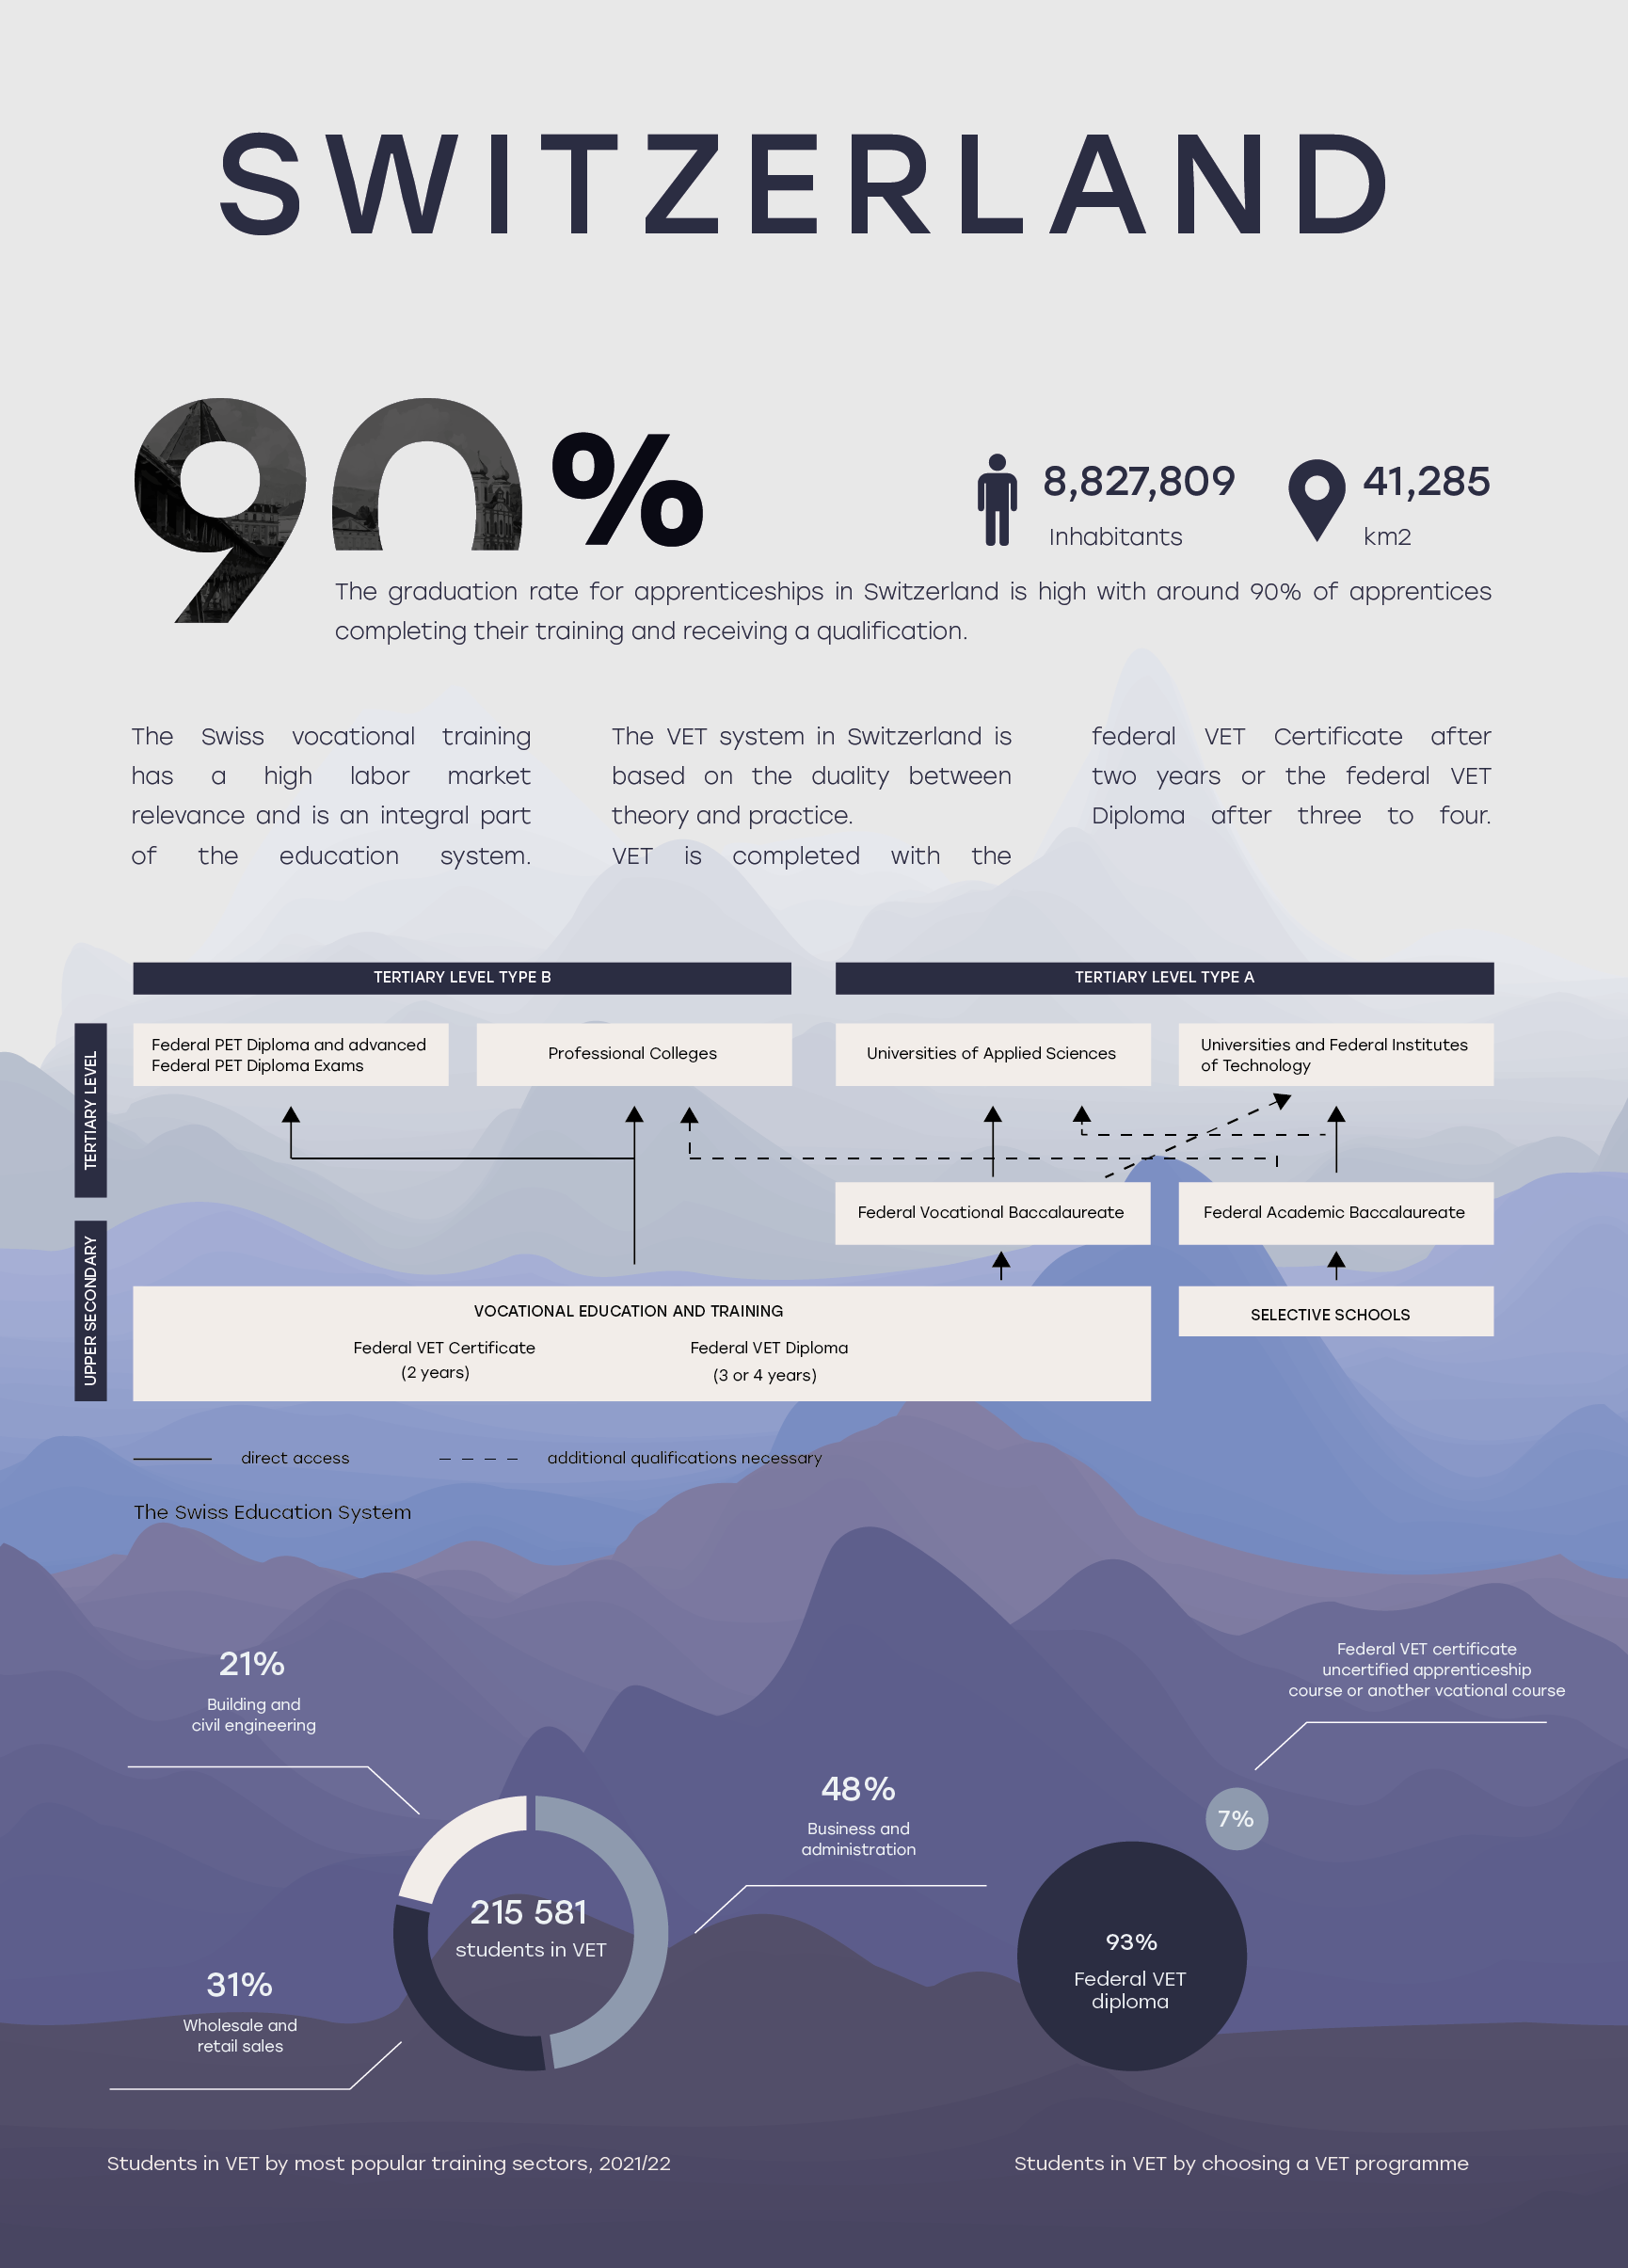 SWITZERLAND
90%
8,827,809
Inhabitants
41,285
km2
The graduation rate for apprenticeships in Switzerland is high with around 90% of apprentices
completing their training and receiving a qualification.
The Swiss vocational training
has a high labor market
relevance and is an integral part
of the education system.
The VET system in Switzerland is
based on the duality between
theory and practice.
VET is completed with the
federal VET Certificate after
two years or the federal VET
Diploma after three to four.
TERTIARY LEVEL TYPE B
TERTIARY LEVEL TYPE A
TERTIARY LEVEL
Federal PET Diploma and advanced
Federal PET Diploma Exams
Professional Colleges
Universities of Applied Sciences
Universities and Federal Institutes
of Technology
Federal Vocational Baccalaureate
Federal Academic Baccalaureate
UPPER SECONDARY
VOCATIONAL EDUCATION AND TRAINING
Federal VET Certificate
(2 years)
Federal VET Diploma
(3 or 4 years)
SELECTIVE SCHOOLS
direct access
additional qualifications necessary
The Swiss Education System
21%
Building and
civil engineering
48%
Business and
administration
31%
Wholesale and
retail sales
215 581
students in VET
Students in VET by most popular training sectors, 2021/22
Federal VET certificate
uncertified apprenticeship
course or another vcational course
7%
93%
Federal VET
diploma
Students in VET by choosing a VET programme